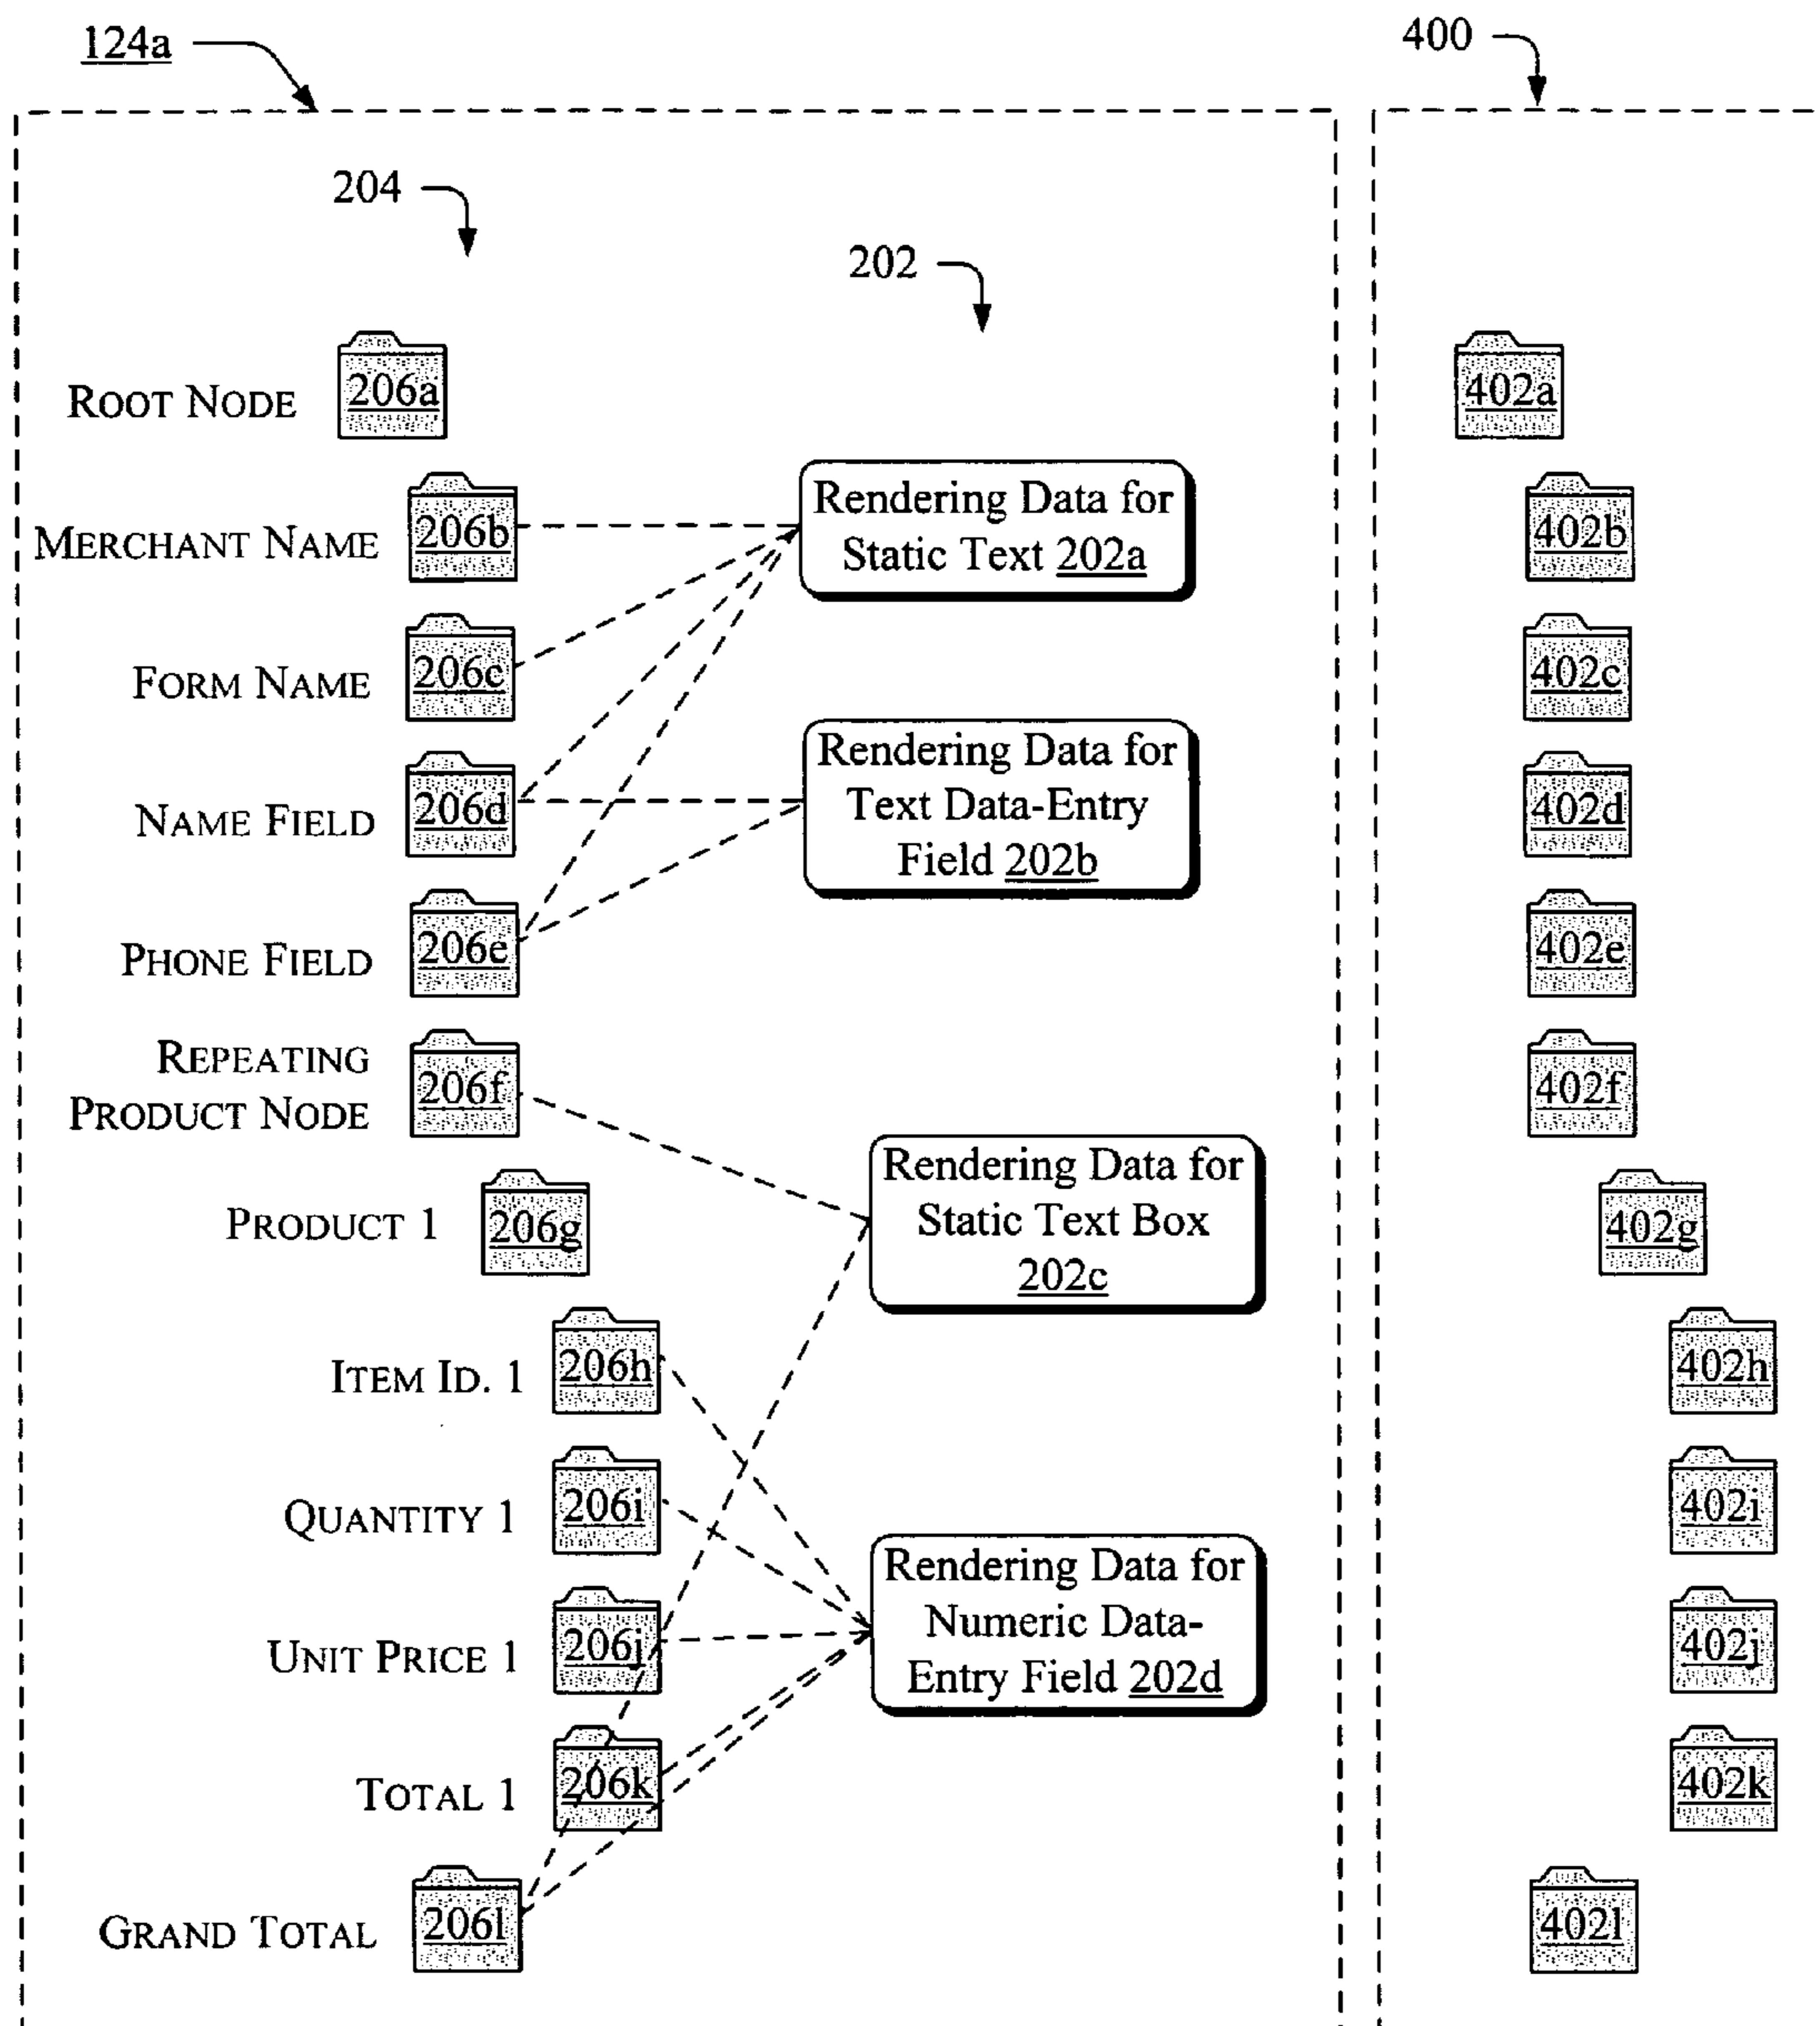 124a
400
204
202
ROOT NODE 206a
402a
MERCHANT NAME 206b
Rendering Data for
Static Text 202a
402b
FORM NAME 206c
402c
NAME FIELD 206d
Rendering Data for
Text Data-Entry
Field 202b
402d
PHONE FIELD 206e
402e
REPEATING
PRODUCT NODE 206f
402f
PRODUCT 1 206g
Rendering Data for
Static Text Box
202c
402g
ITEM ID. 1 206h
402h
QUANTITY 1 206i
402i
UNIT PRICE 1 206j
Rendering Data for
Numeric Data-
Entry Field 202d
402j
TOTAL 1 206k
402k
GRAND TOTAL 206l
402l